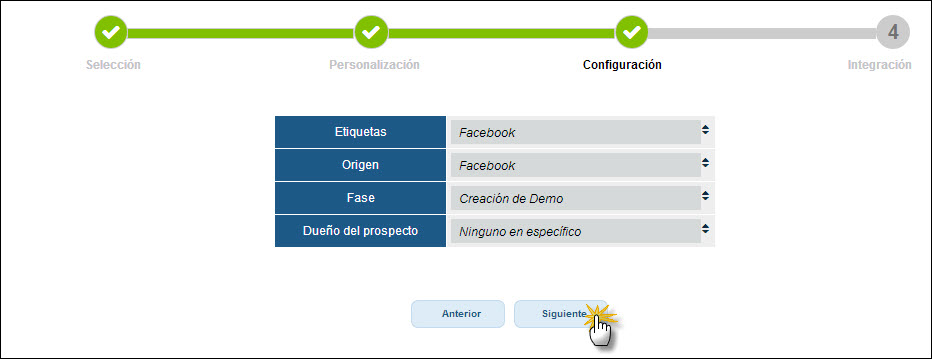 4
Selección Personalización Configuración Integración
Etiquetas Facebook
Origen Facebook
Fase Creación de Demo
Dueño del prospecto Ninguno en específico
Anterior Siguiente